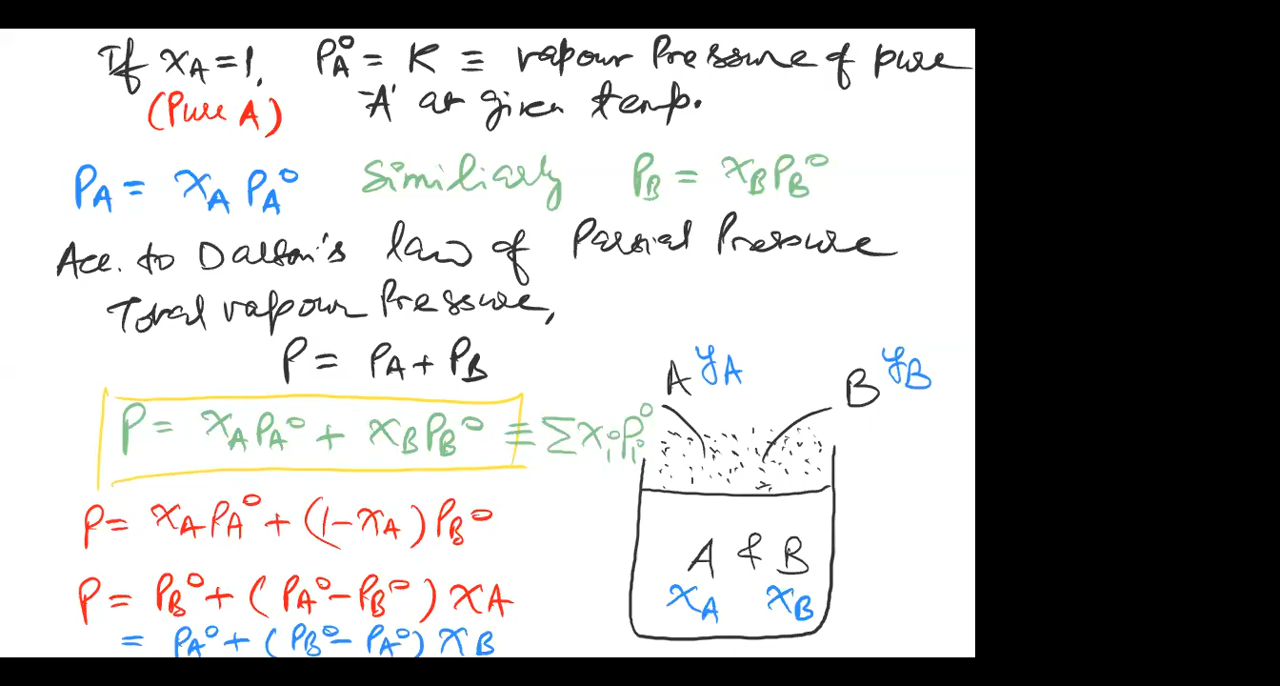 If xA = 1, PA° = K ≡ vapour Pressure of pure
(Pure A) 'A' at given temp.
PA = xA PA° Similiarly PB = xB PB°
Acc. to Dalton's law of Partial Pressure
Total vapour Pressure,
P = PA + PB
A yA B yB
P = xA PA° + xB PB° ≡ ∑ xi Pi°
P = xA PA° + (1 - xA) PB°
A & B
P = PB° + (PA° - PB°) xA
xA xB
= PA° + (PB° - PA°) xB